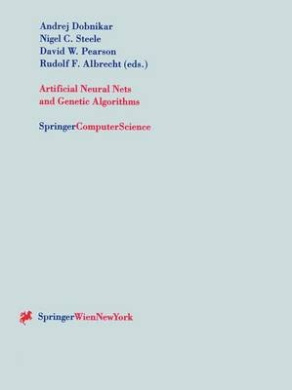 Andrej Dobnikar
Nigel C. Steele
David W. Pearson
Rudolf F. Albrecht (eds.)
Artificial Neural Nets
and Genetic Algorithms
SpringerComputerScience
SpringerWienNewYork